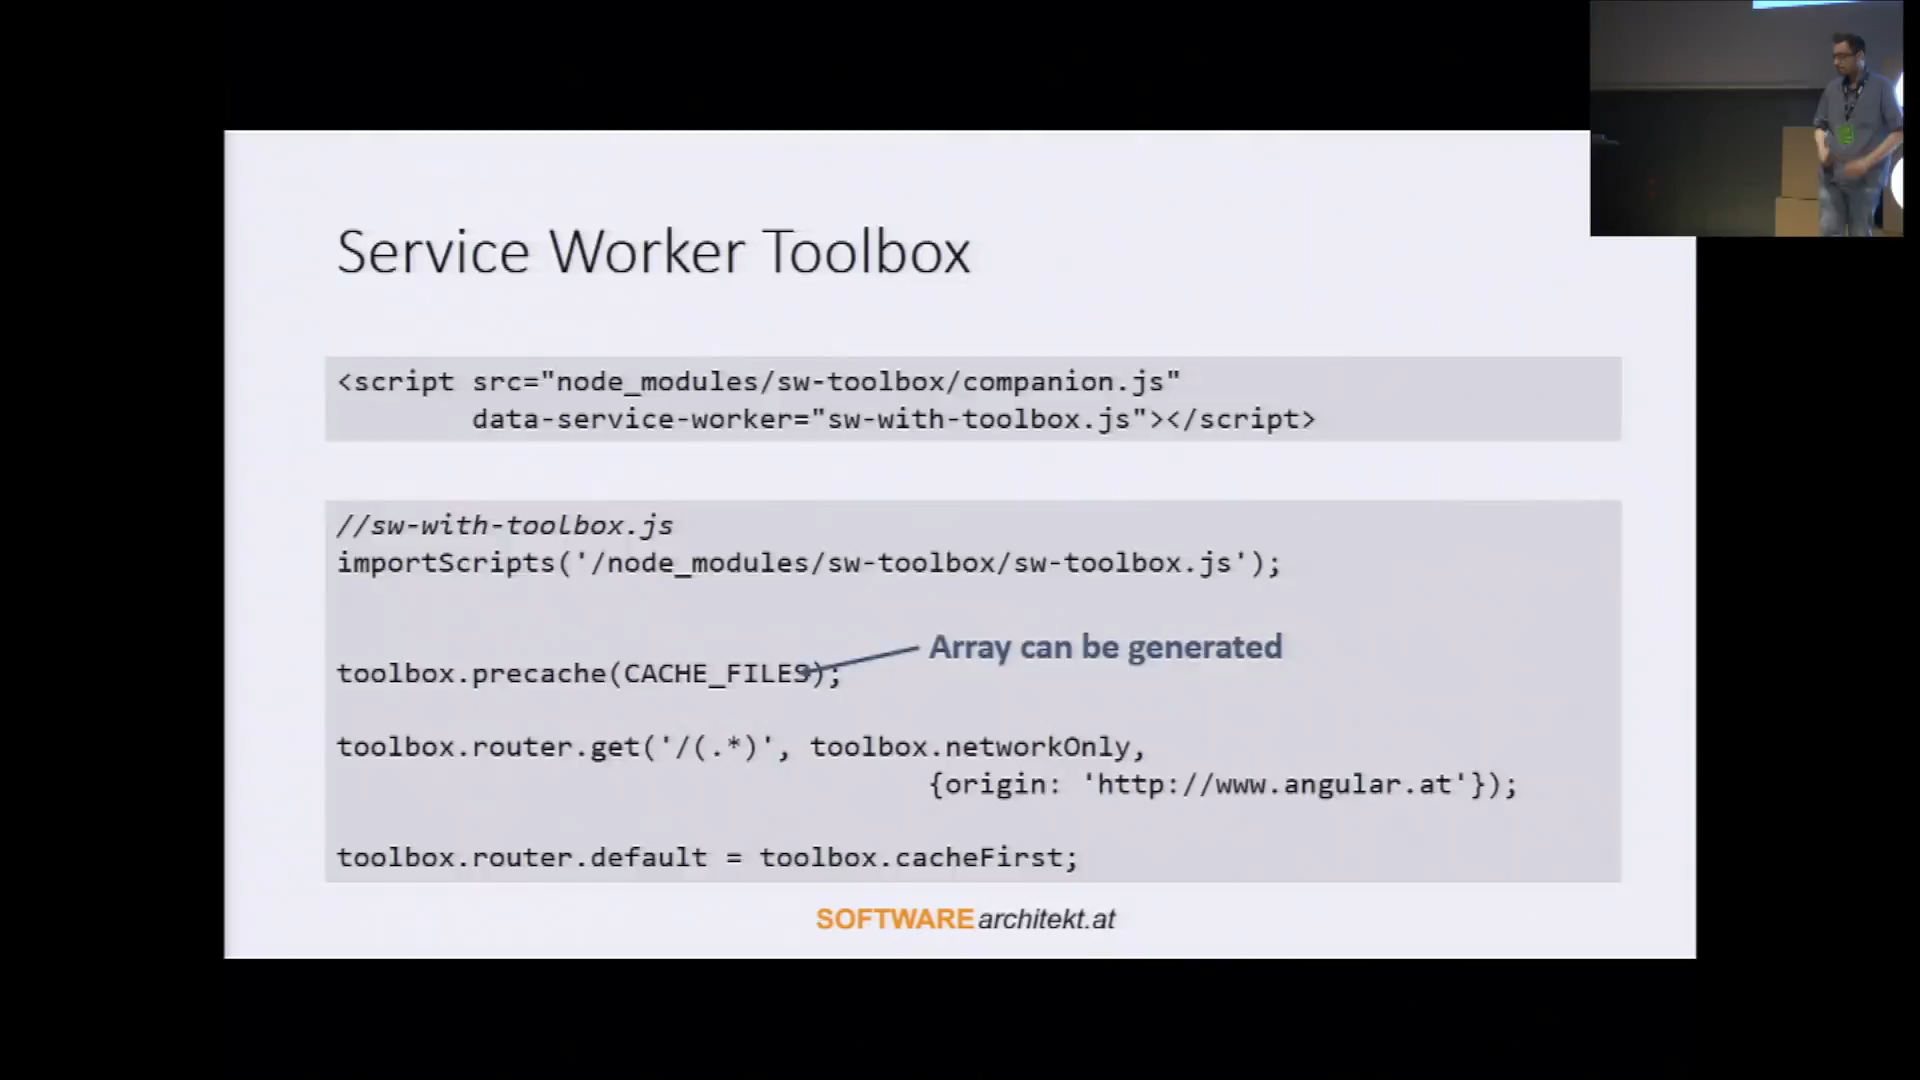 Service Worker Toolbox
<script src="node_modules/sw-toolbox/companion.js"
data-service-worker="sw-with-toolbox.js"></script>
//sw-with-toolbox.js
importScripts('/node_modules/sw-toolbox/sw-toolbox.js');
Array can be generated
toolbox.precache(CACHE_FILES);
toolbox.router.get('/(.*)', toolbox.networkOnly,
{origin: 'http://www.angular.at'});
toolbox.router.default = toolbox.cacheFirst;
SOFTWAREarchitekt.at